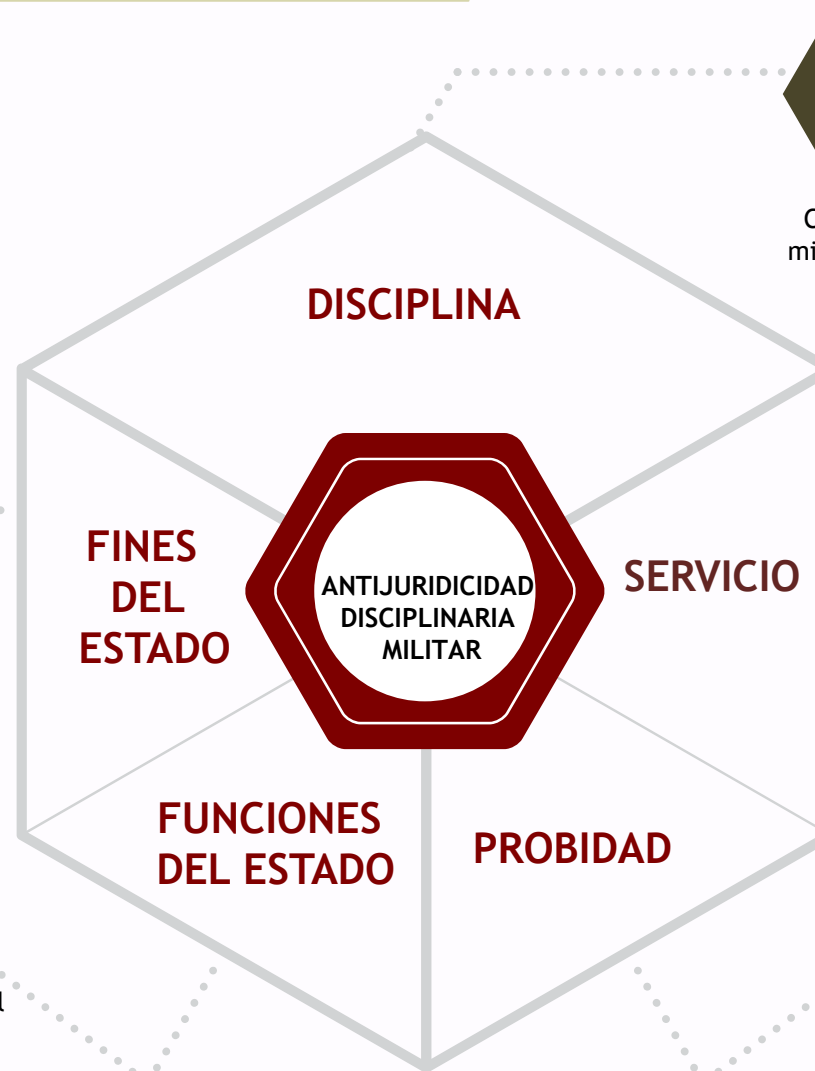 DISCIPLINA
FINES
DEL
ESTADO
ANTIJURIDICIDAD
DISCIPLINARIA
MILITAR
SERVICIO
FUNCIONES
DEL ESTADO
PROBIDAD